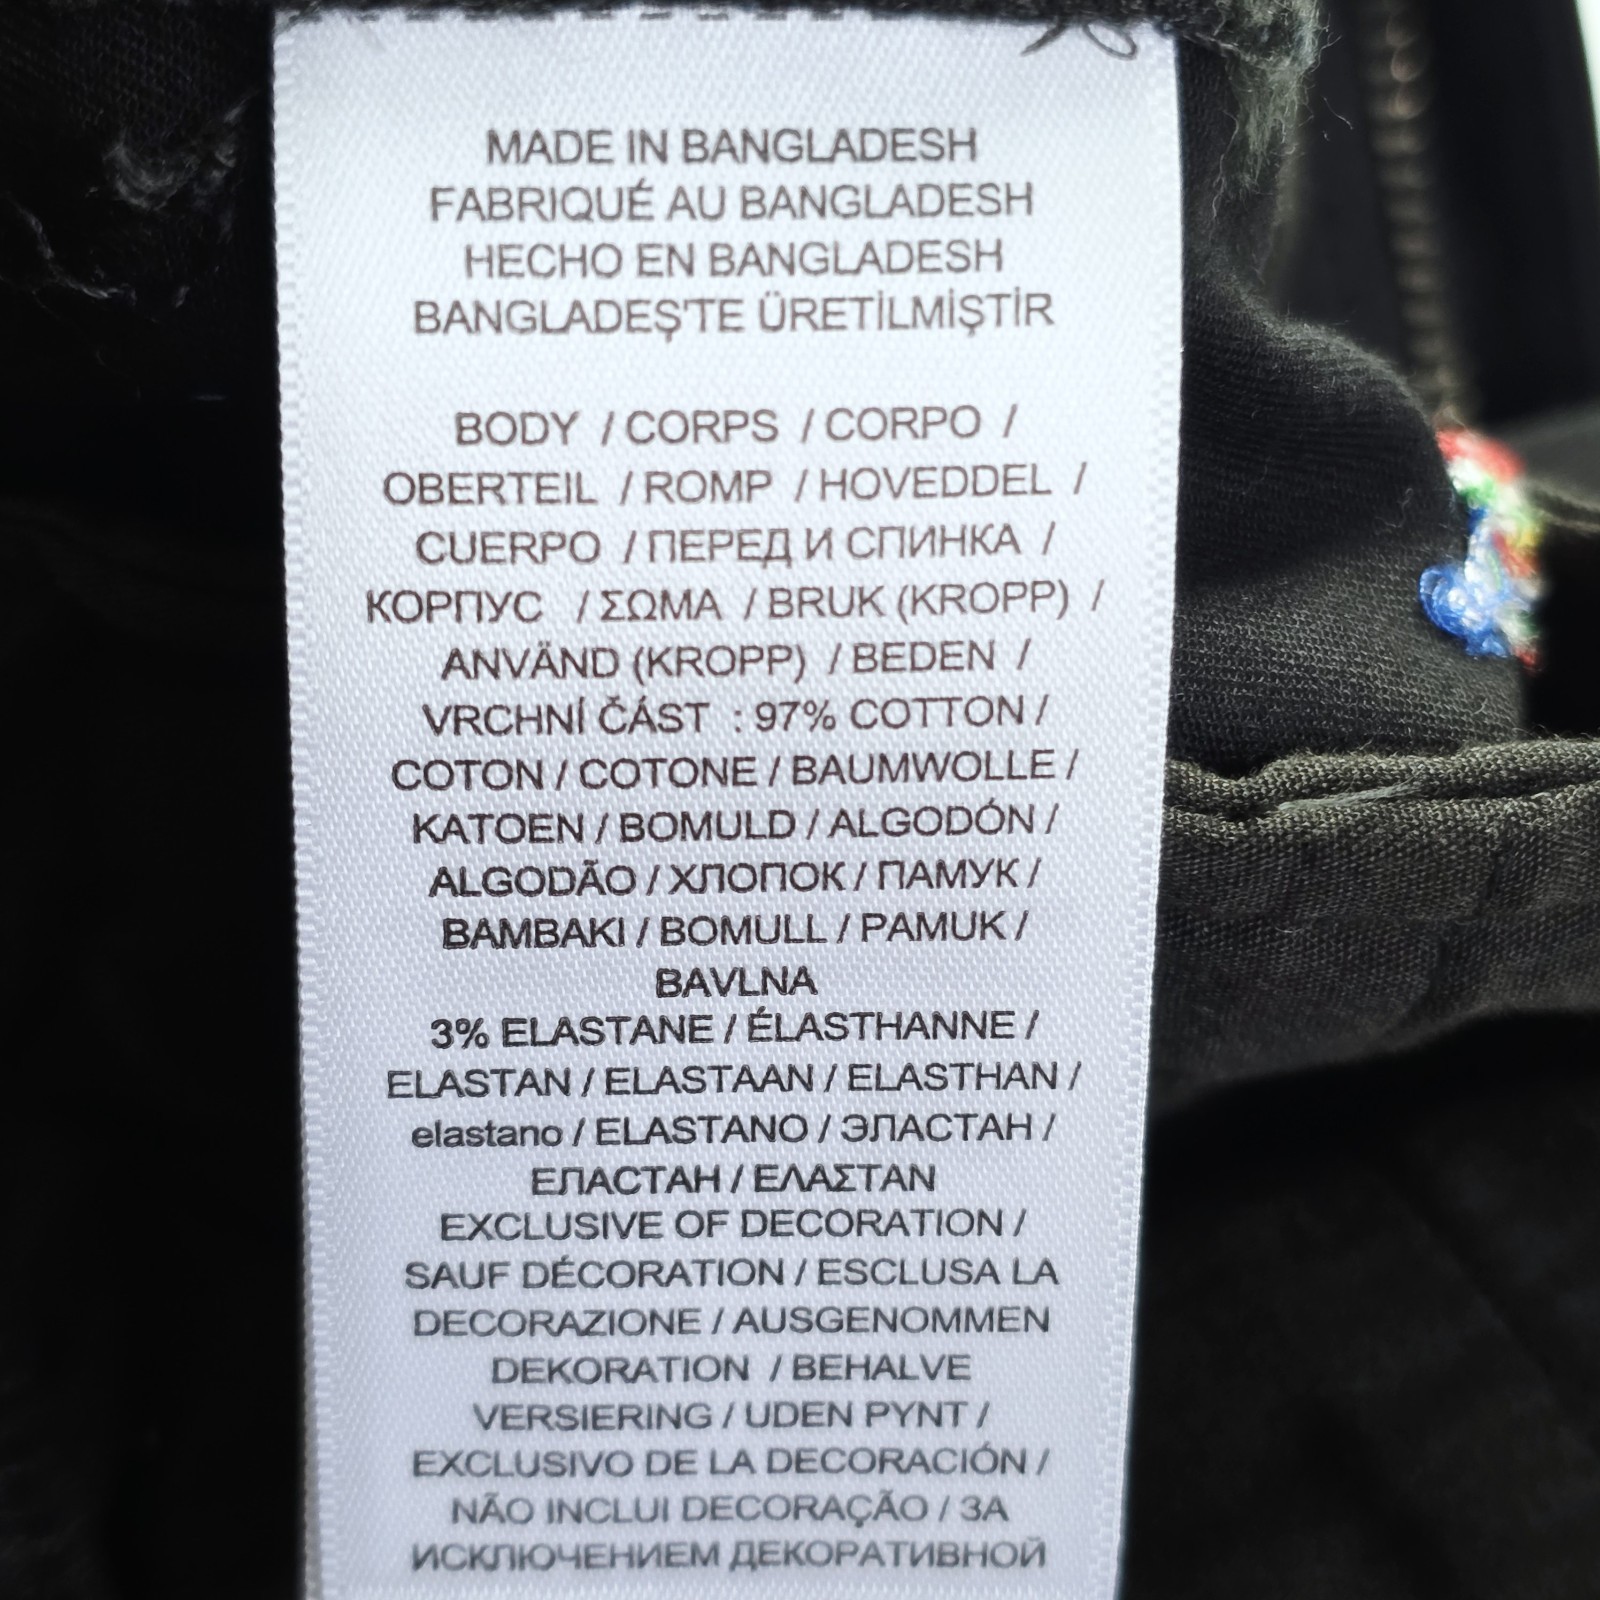 MADE IN BANGLADESH
FABRIQUÉ AU BANGLADESH
HECHO EN BANGLADESH
BANGLADEŞ'TE ÜRETİLMİŞTİR
BODY / CORPS / CORPO /
OBERTEIL / ROMP / HOVEDDEL /
CUERPO / ПЕРЕД И СПИНКА /
КОРПУС / ΣΩΜΑ / BRUK (KROPP) /
ANVÄND (KROPP) / BEDEN /
VRCHNÍ ČÁST : 97% COTTON /
COTON / COTONE / BAUMWOLLE /
KATOEN / BOMULD / ALGODÓN /
ALGODÃO / ХЛОПОК / ПАМУК /
BAMBAKI / BOMULL / PAMUK /
BAVLNA
3% ELASTANE / ÉLASTHANNE /
ELASTAN / ELASTAAN / ELASTHAN /
elastano / ELASTANO / ЭЛАСТАН /
ЕЛАСТАН / ΕΛΑΣΤΑΝ
EXCLUSIVE OF DECORATION /
SAUF DÉCORATION / ESCLUSA LA
DECORAZIONE / AUSGENOMMEN
DEKORATION / BEHALVE
VERSIERING / UDEN PYNT /
EXCLUSIVO DE LA DECORACIÓN /
NÃO INCLUI DECORAÇÃO / ЗА
ИСКЛЮЧЕНИЕМ ДЕКОРАТИВНОЙ